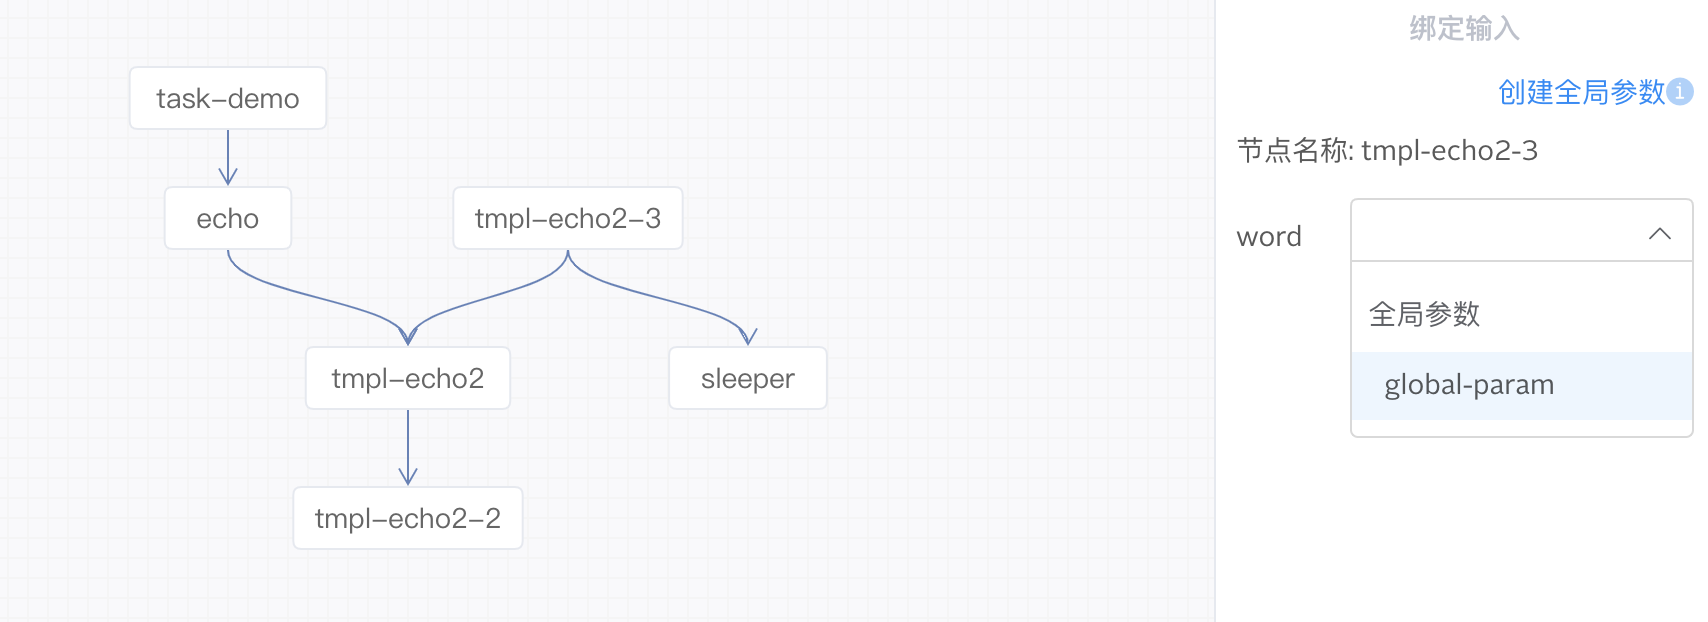 task-demo
echo
tmpl-echo2-3
tmpl-echo2
sleeper
tmpl-echo2-2
绑定输入
创建全局参数 i
节点名称: tmpl-echo2-3
word
全局参数
global-param